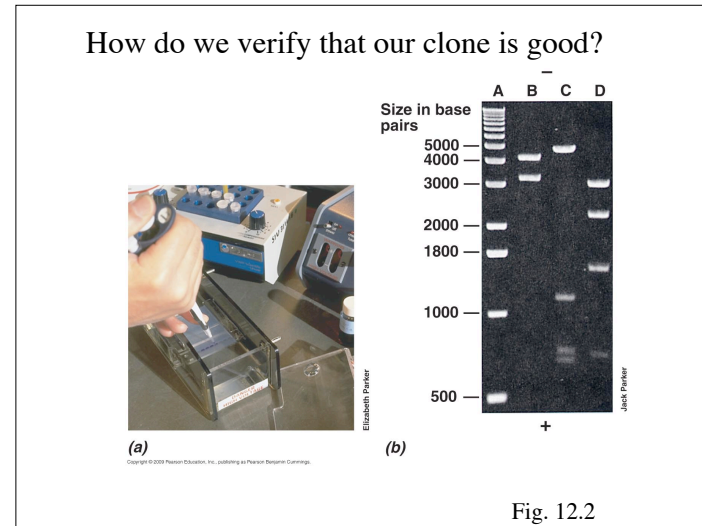 How do we verify that our clone is good?
–
A B C D
Size in base
pairs
5000
4000
3000
2000
1800
1000
500
+
Elizabeth Parker
Jack Parker
(a)
(b)
Copyright © 2009 Pearson Education, Inc., publishing as Pearson Benjamin Cummings.
Fig. 12.2